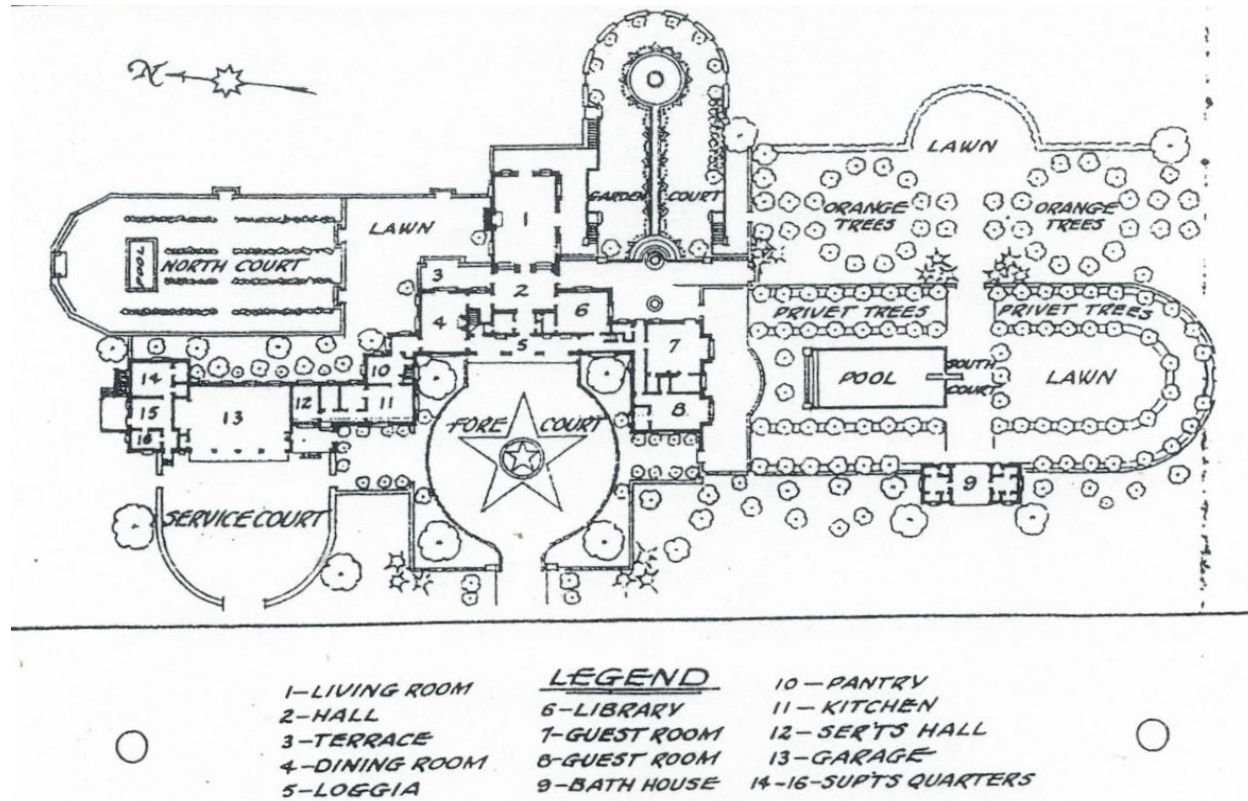 N
LAWN
ORANGE
TREES
ORANGE
TREES
GARDEN COURT
1
LAWN
NORTH COURT
POOL
3
2
4
6
5
PRIVET TREES
PRIVET TREES
7
POOL
SOUTH
COURT
LAWN
8
10
14
12
11
15
13
16
FORE COURT
9
SERVICE COURT
LEGEND
1-LIVING ROOM
2-HALL
3-TERRACE
4-DINING ROOM
5-LOGGIA
6-LIBRARY
7-GUEST ROOM
8-GUEST ROOM
9-BATH HOUSE
10-PANTRY
11-KITCHEN
12-SER'TS HALL
13-GARAGE
14-16-SUP'TS QUARTERS